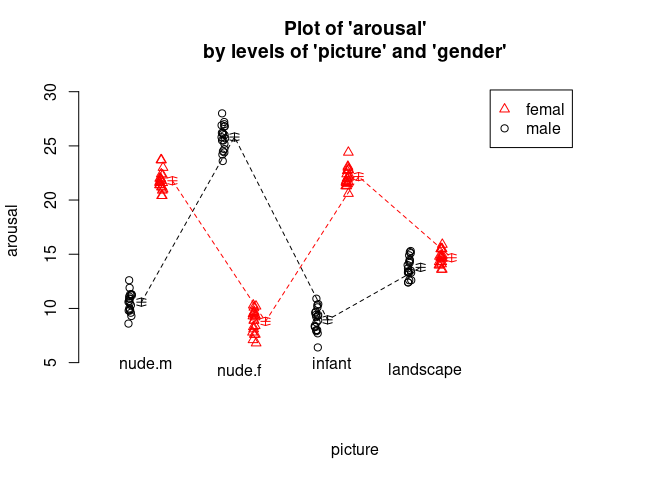 Plot of 'arousal'
by levels of 'picture' and 'gender'
arousal
30
25
20
15
10
5
femal
male
nude.m
nude.f
infant
landscape
picture